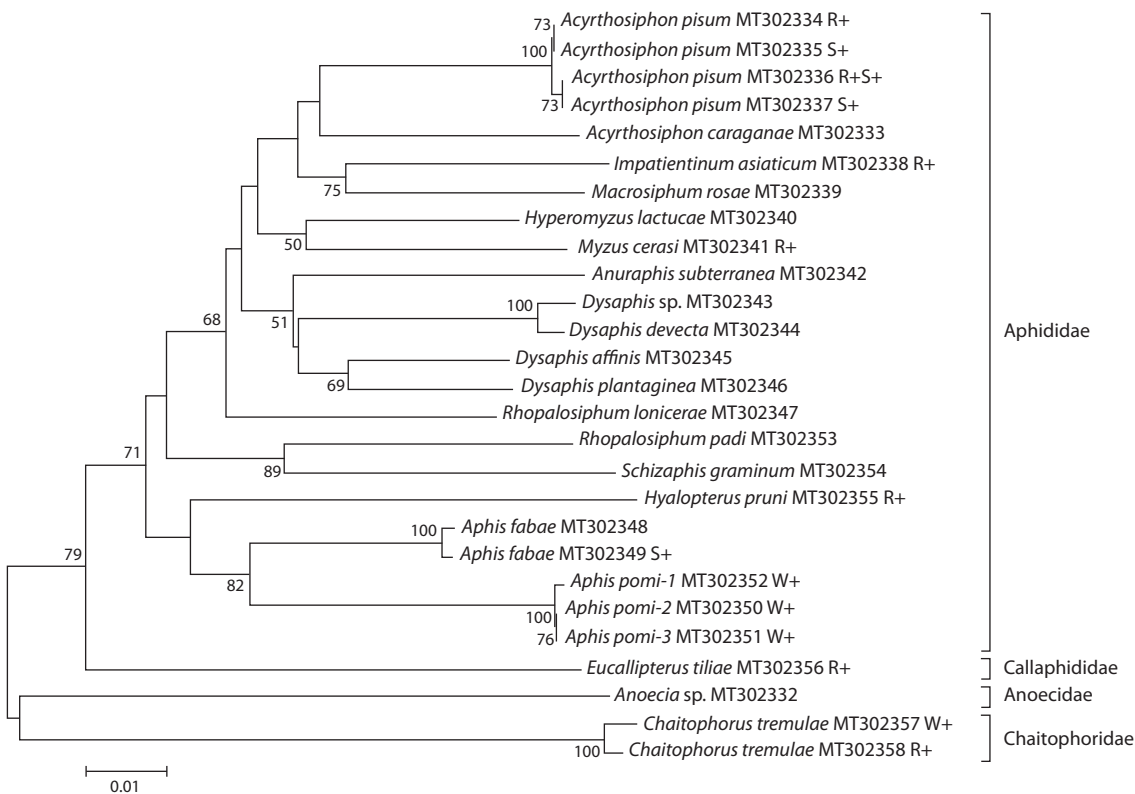 73
Acyrthosiphon pisum MT302334 R+
100
Acyrthosiphon pisum MT302335 S+
Acyrthosiphon pisum MT302336 R+S+
73
Acyrthosiphon pisum MT302337 S+
Acyrthosiphon caraganae MT302333
Impatientinum asiaticum MT302338 R+
75
Macrosiphum rosae MT302339
Hyperomyzus lactucae MT302340
50
Myzus cerasi MT302341 R+
Anuraphis subterranea MT302342
100
Dysaphis sp. MT302343
68
51
Dysaphis devecta MT302344
Aphididae
Dysaphis affinis MT302345
69
Dysaphis plantaginea MT302346
Rhopalosiphum lonicerae MT302347
71
Rhopalosiphum padi MT302353
89
Schizaphis graminum MT302354
Hyalopterus pruni MT302355 R+
100
Aphis fabae MT302348
79
Aphis fabae MT302349 S+
82
Aphis pomi-1 MT302352 W+
Aphis pomi-2 MT302350 W+
100
76
Aphis pomi-3 MT302351 W+
Eucallipterus tiliae MT302356 R+
Callaphididae
Anoecia sp. MT302332
Anoecidae
Chaitophorus tremulae MT302357 W+
Chaitophoridae
100
Chaitophorus tremulae MT302358 R+
0.01